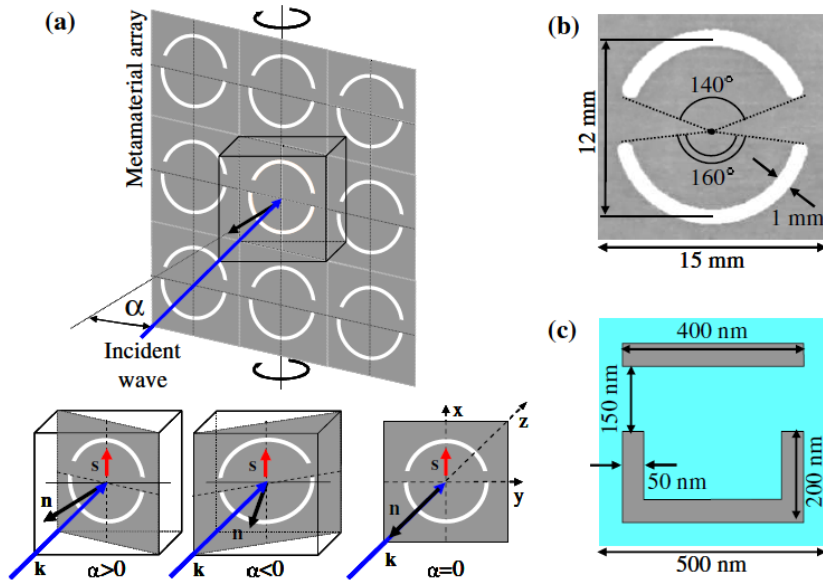 (a)
Metamaterial array
α
Incident
wave
s
n
k
α>0
s
n
k
α<0
x
z
s
y
n
k
α=0
(b)
140°
12 mm
160°
1 mm
15 mm
(c)
400 nm
150 nm
50 nm
200 nm
500 nm